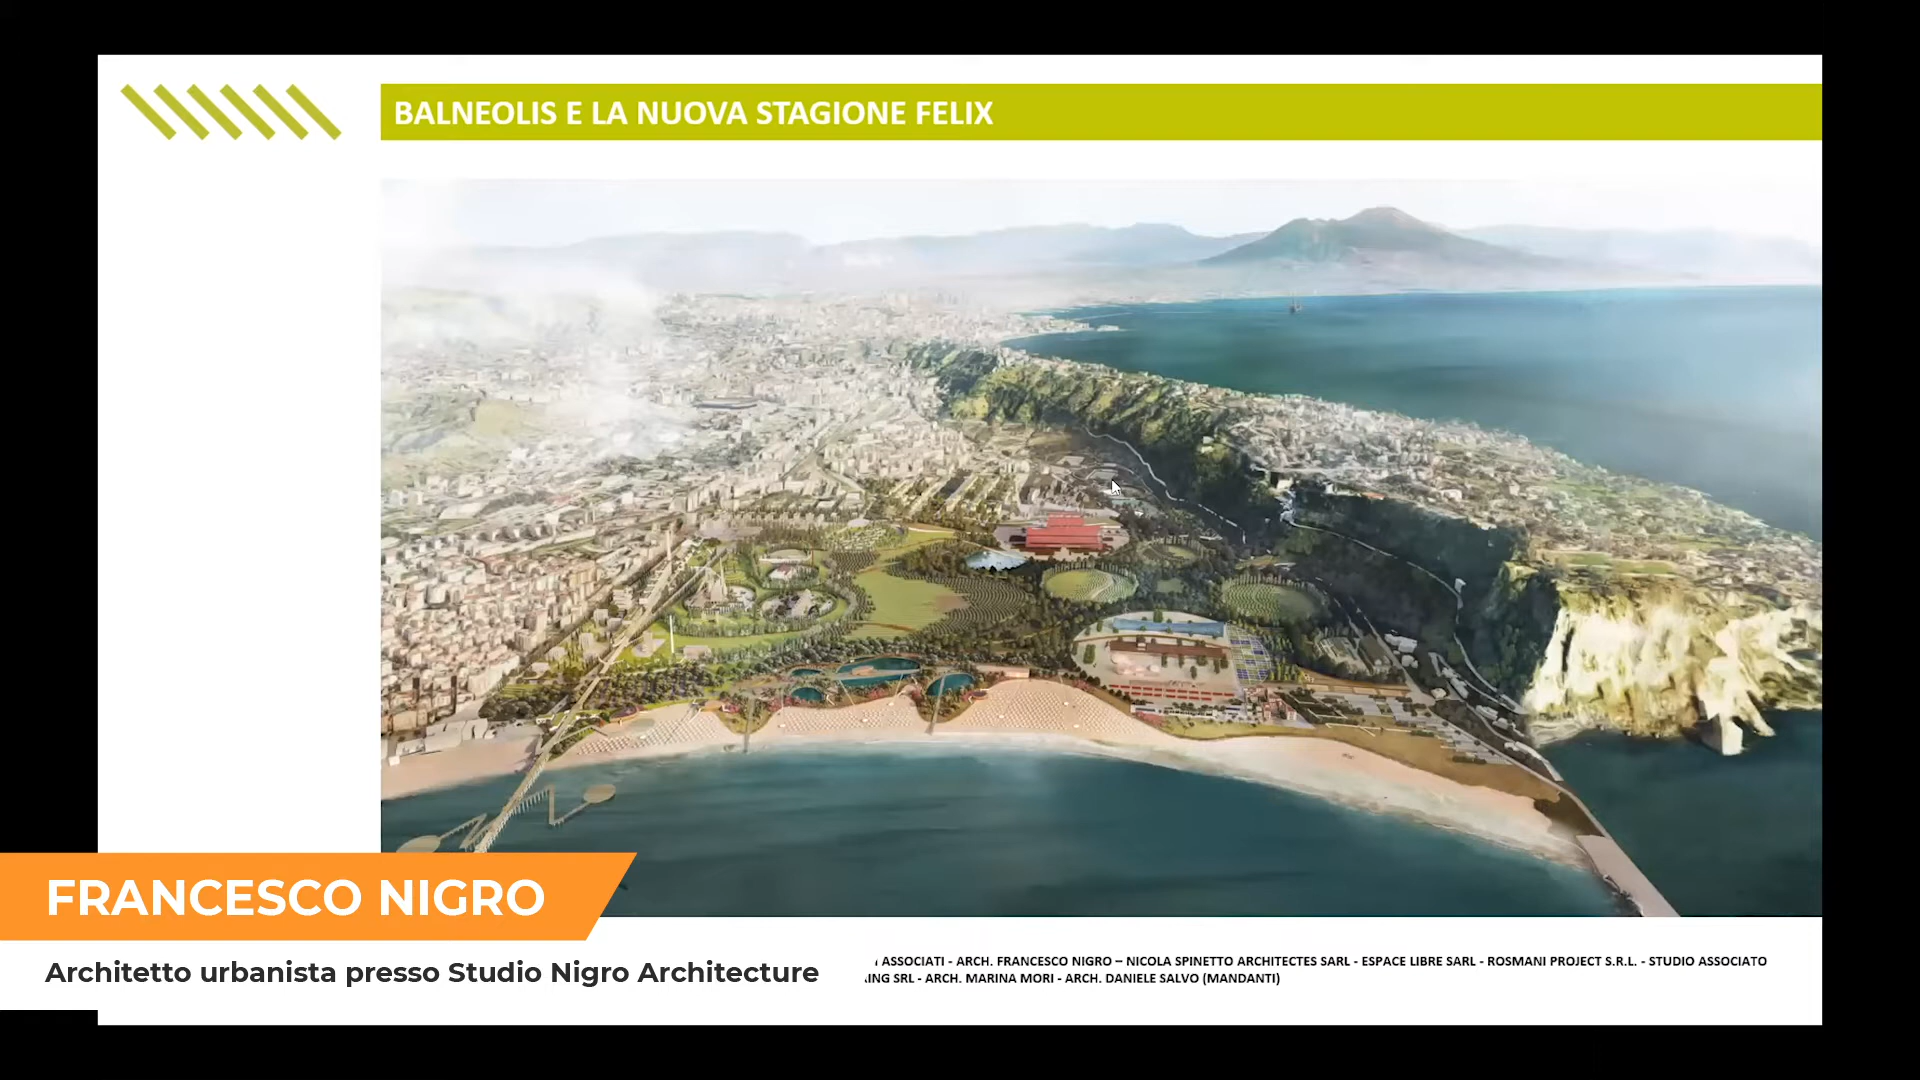 BALNEOLIS E LA NUOVA STAGIONE FELIX
FRANCESCO NIGRO
Architetto urbanista presso Studio Nigro Architecture
ASSOCIATI - ARCH. FRANCESCO NIGRO – NICOLA SPINETTO ARCHITECTES SARL - ESPACE LIBRE SARL - ROSMANI PROJECT S.R.L. - STUDIO ASSOCIATO
SRL - ARCH. MARINA MORI - ARCH. DANIELE SALVO (MANDANTI)